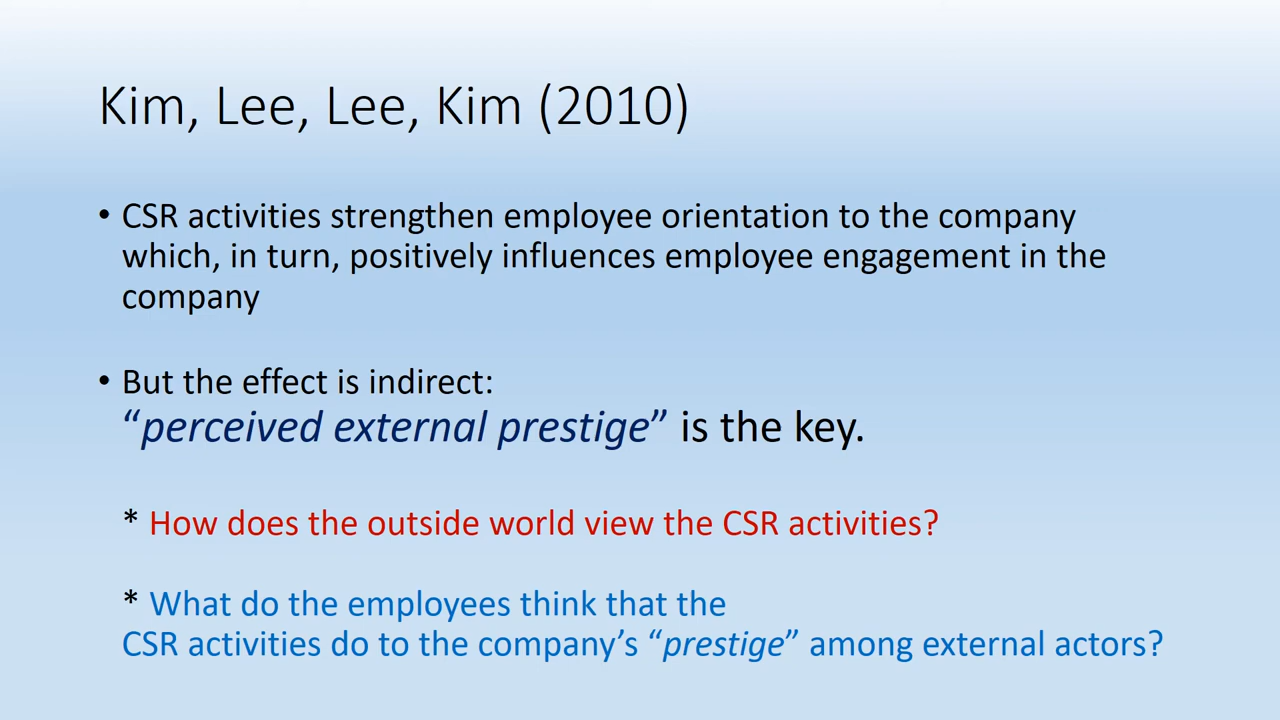 Kim, Lee, Lee, Kim (2010)
• CSR activities strengthen employee orientation to the company
which, in turn, positively influences employee engagement in the
company
• But the effect is indirect:
“perceived external prestige” is the key.
* How does the outside world view the CSR activities?
* What do the employees think that the
CSR activities do to the company’s “prestige” among external actors?